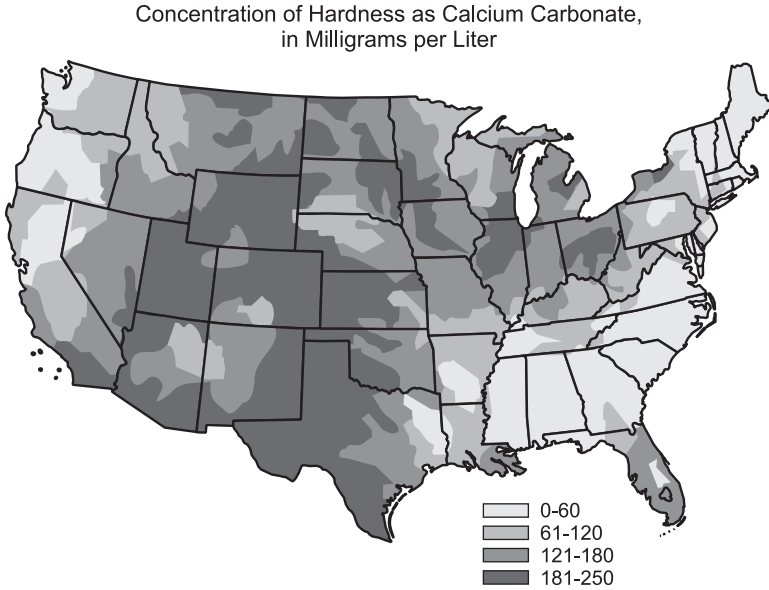 Concentration of Hardness as Calcium Carbonate,
in Milligrams per Liter
0-60
61-120
121-180
181-250